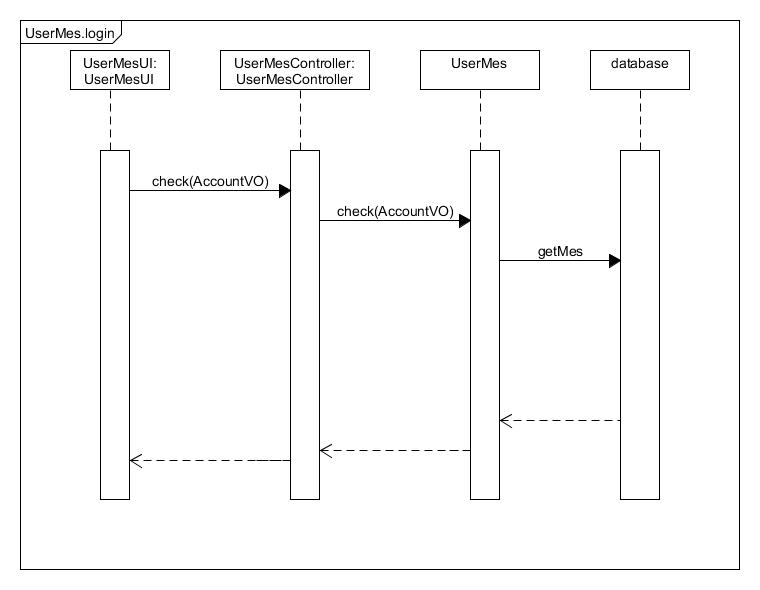 UserMes.login
UserMesUI:
UserMesUI
UserMesController:
UserMesController
UserMes
database
check(AccountVO)
check(AccountVO)
getMes